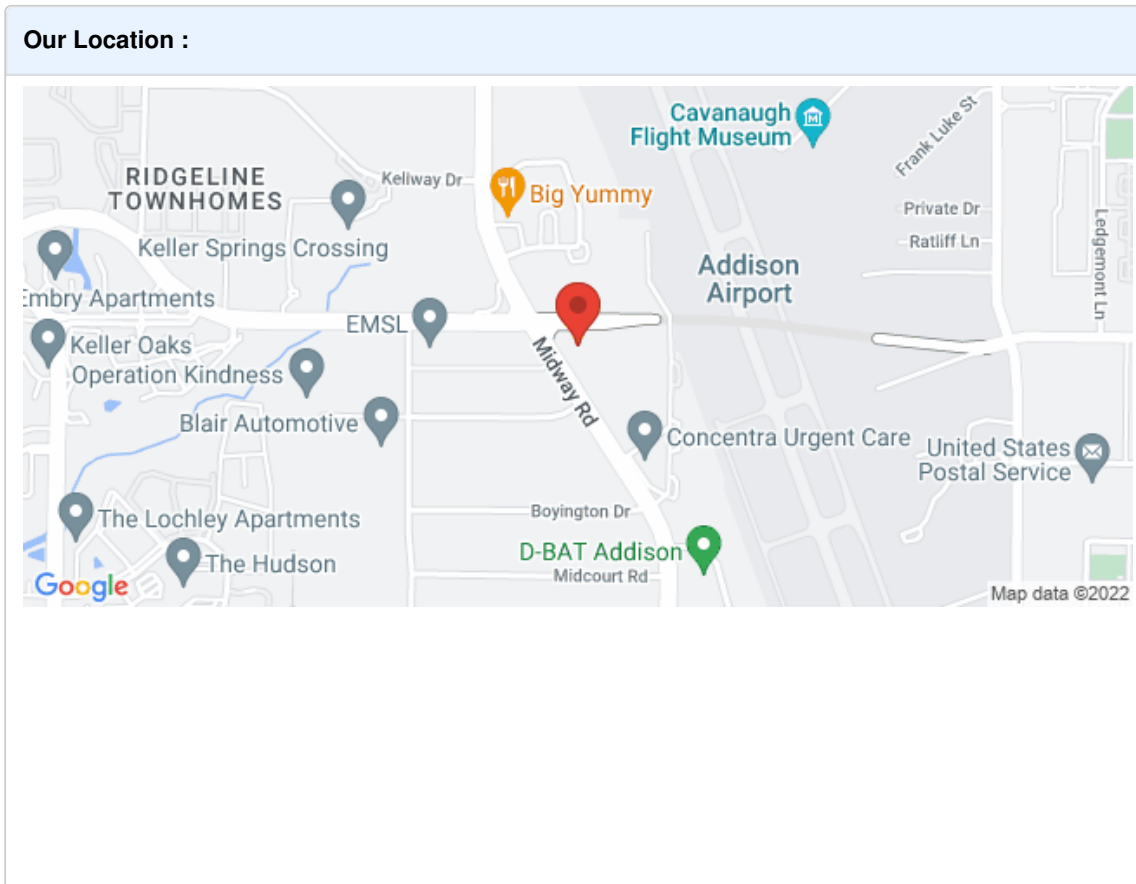 Our Location :
Cavanaugh
Flight Museum
Frank Luke St
RIDGELINE
TOWNHOMES
Kellway Dr
Big Yummy
Private Dr
Ratliff Ln
Ledgemont Ln
Keller Springs Crossing
Addison
Airport
Embry Apartments
EMSL
Keller Oaks
Operation Kindness
Midway Rd
Blair Automotive
Concentra Urgent Care
United States
Postal Service
The Lochley Apartments
Boyington Dr
D-BAT Addison
The Hudson
Midcourt Rd
Google
Map data ©2022